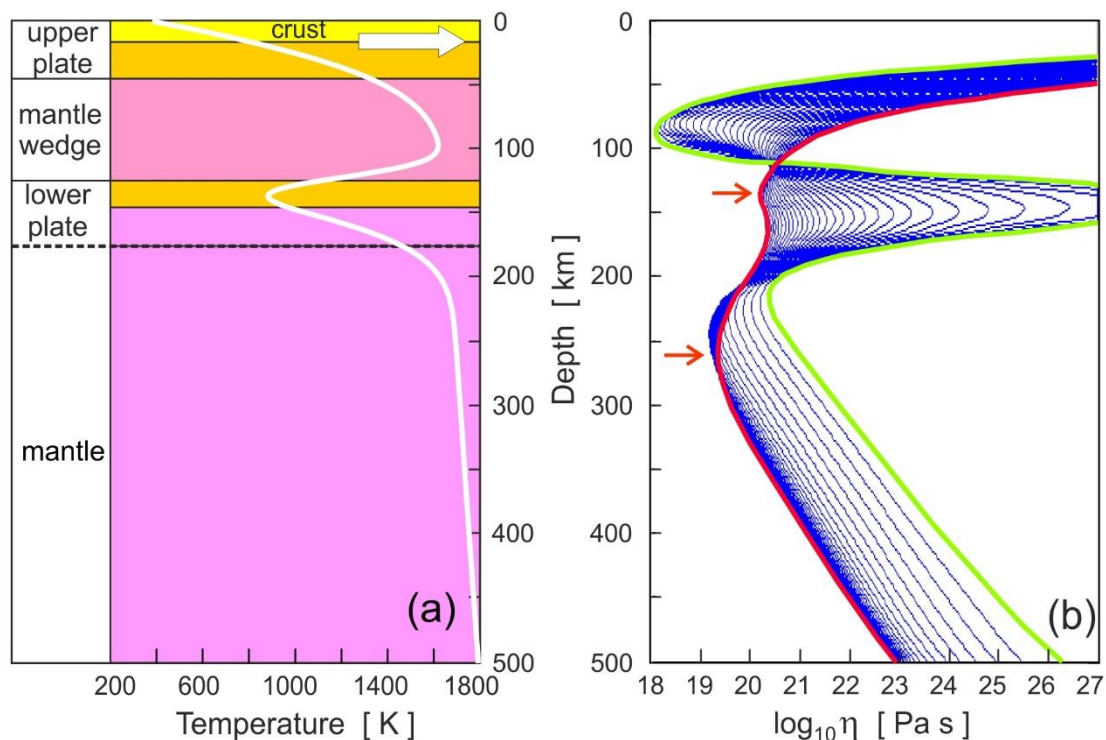 upper
plate
mantle
wedge
lower
plate
mantle
crust
(a)
0
100
200
300
400
500
200
600
1000
1400
1800
Temperature [ K ]
Depth [ km ]
0
100
200
300
400
500
(b)
18 19 20 21 22 23 24 25 26 27
log₁₀η [ Pa s ]